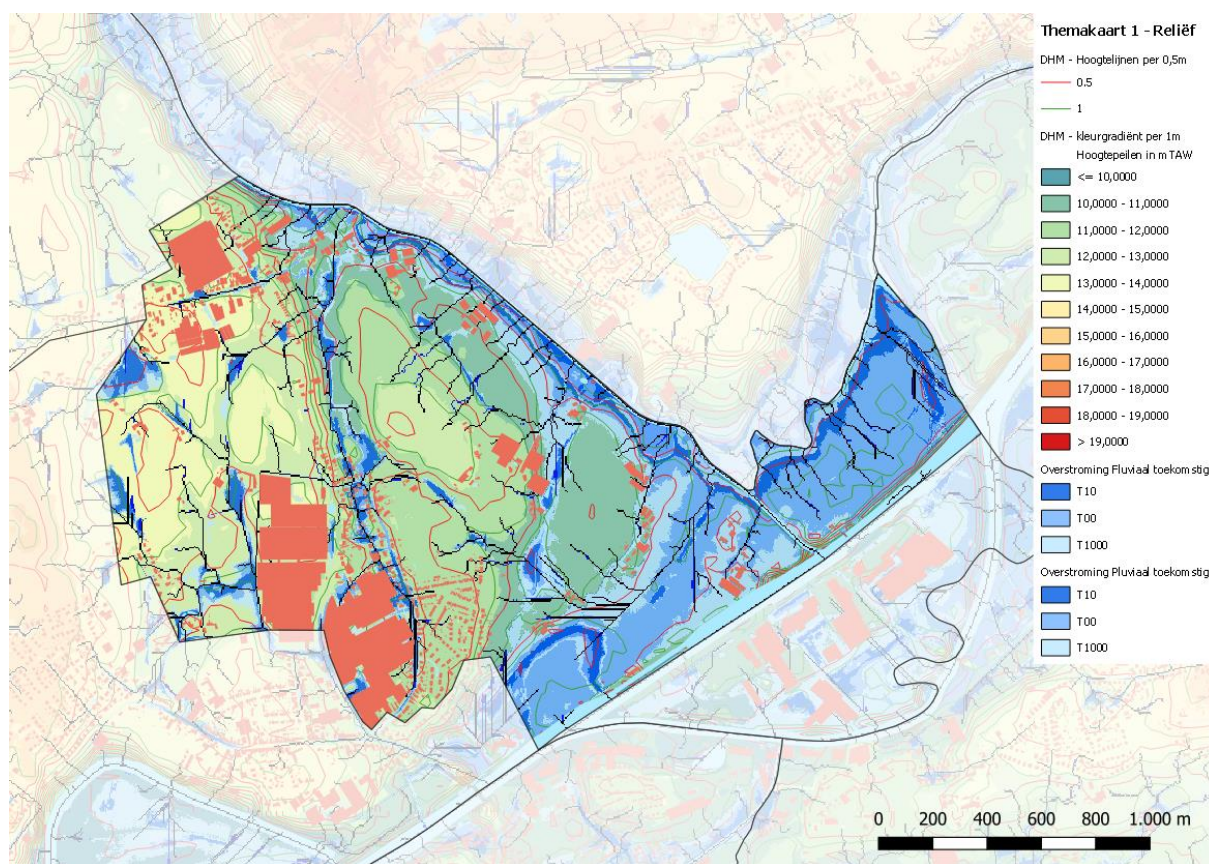 Themakaart 1 - Reliëf
DHM - Hoogtelijnen per 0,5m
0.5
1
DHM - kleurgradiënt per 1m
Hoogtepeilen in m TAW
<= 10,0000
10,0000 - 11,0000
11,0000 - 12,0000
12,0000 - 13,0000
13,0000 - 14,0000
14,0000 - 15,0000
15,0000 - 16,0000
16,0000 - 17,0000
17,0000 - 18,0000
18,0000 - 19,0000
> 19,0000
Overstroming Pluviaal toekomstig
T10
T00
T1000
Overstroming Fluviaal toekomstig
T10
T00
T1000
0 200 400 600 800 1.000 m